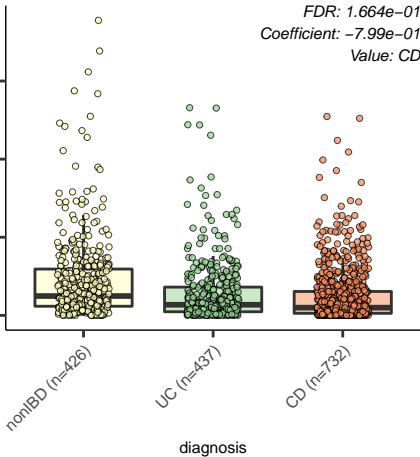 FDR: 1.664e−01
Coefficient: −7.99e−01
Value: CD
nonIBD (n=426)
UC (n=437)
CD (n=732)
diagnosis